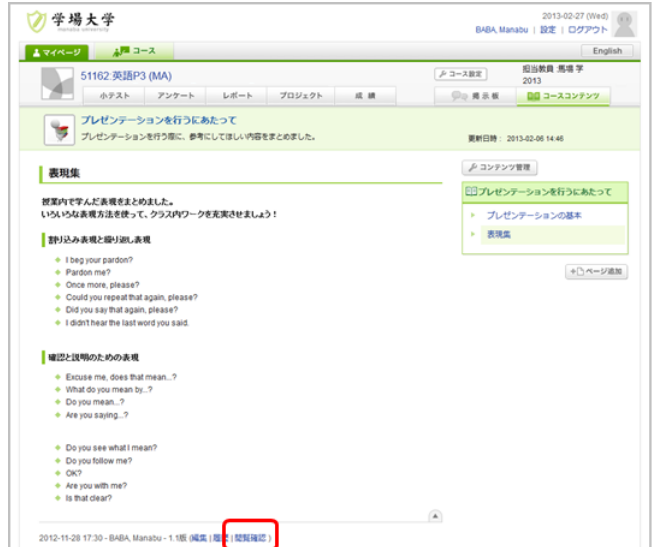 学場大学
manaba university
2013-02-27 (Wed)
BABA, Manabu | 設定 | ログアウト
マイページ
コース
English
51162:英語P3 (MA)
コース設定
担当教員 :馬場 学
2013
小テスト
アンケート
レポート
プロジェクト
成 績
掲 示 板
コースコンテンツ
プレゼンテーションを行うにあたって
プレゼンテーションを行う際に、参考にしてほしい内容をまとめました。
更新日時： 2013-02-06 14:46
表現集
授業内で学んだ表現をまとめました。
いろいろな表現方法を使って、クラス内ワークを充実させましょう！
割り込み表現と繰り返し表現
I beg your pardon?
Pardon me?
Once more, please?
Could you repeat that again, please?
Did you say that again, please?
I didn't hear the last word you said.
確認と説明のための表現
Excuse me, does that mean...?
What do you mean by...?
Do you mean...?
Are you saying...?
Do you see what I mean?
Do you follow me?
OK?
Are you with me?
Is that clear?
2012-11-28 17:30 - BABA, Manabu - 1.1版 (編集 | 履歴 | 閲覧確認 )
コンテンツ管理
プレゼンテーションを行うにあたって
プレゼンテーションの基本
表現集
ページ追加